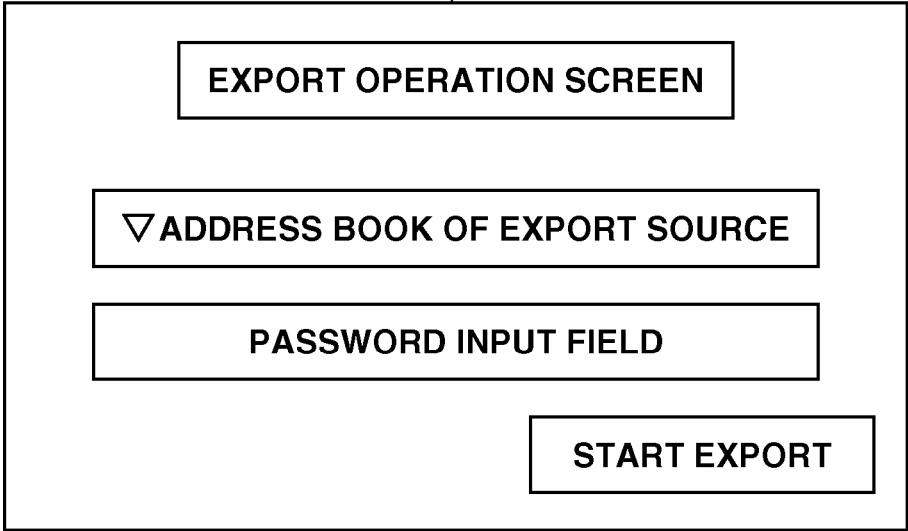 EXPORT OPERATION SCREEN
▽ADDRESS BOOK OF EXPORT SOURCE
PASSWORD INPUT FIELD
START EXPORT